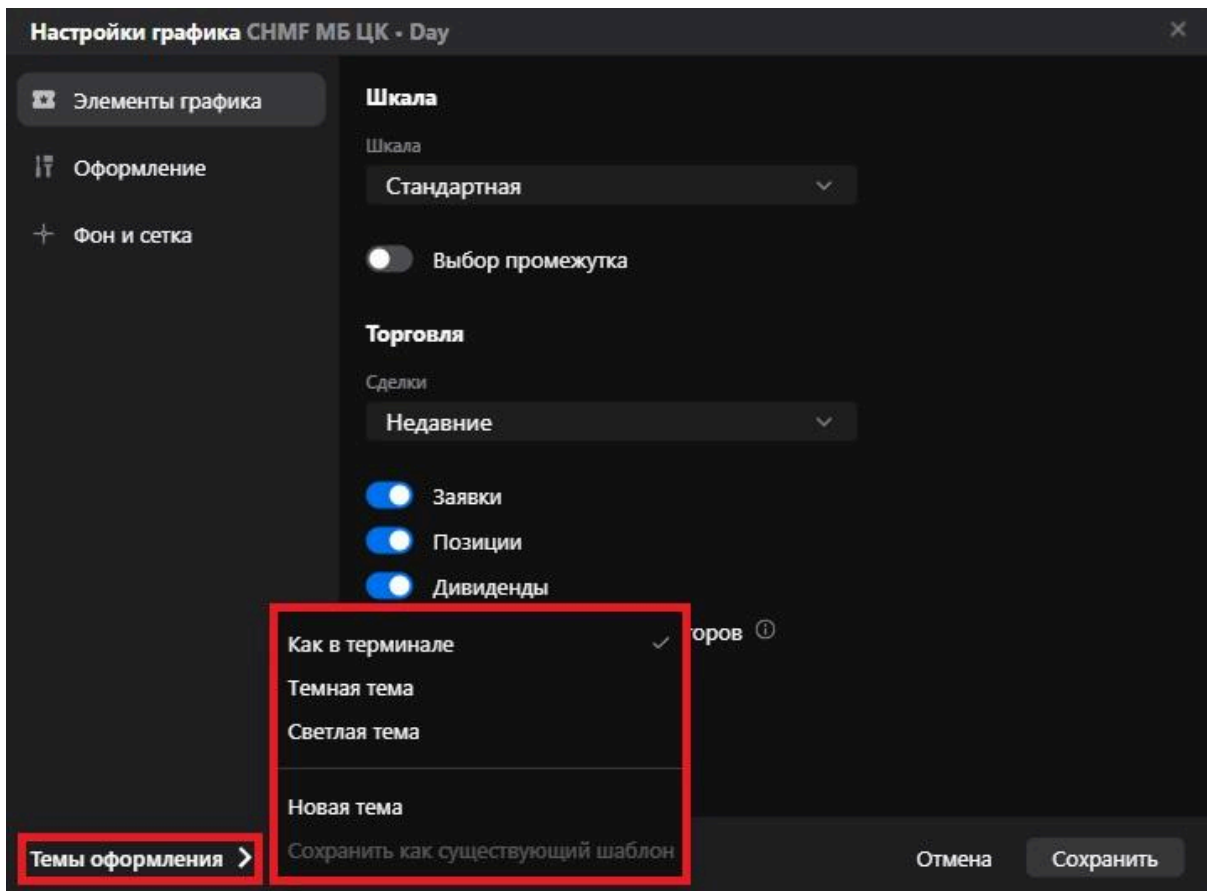 Настройки графика CHMF МБ ЦК • Day
Элементы графика
Оформление
Фон и сетка
Шкала
Шкала
Стандартная
Выбор промежутка
Торговля
Сделки
Недавние
Заявки
Позиции
Дивиденды
торов
Как в терминале
Темная тема
Светлая тема
Новая тема
Сохранить как существующий шаблон
Темы оформления
Отмена
Сохранить